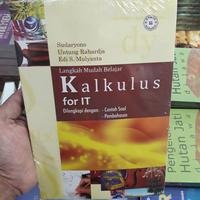 Sudaryono
Untung Rahardja
Edi S. Mulyanta
Langkah Mudah Belajar
Kalkulus
for IT
Dilengkapi dengan: - Contoh Soal
- Pembahasan
Hutan Jati
Hutan